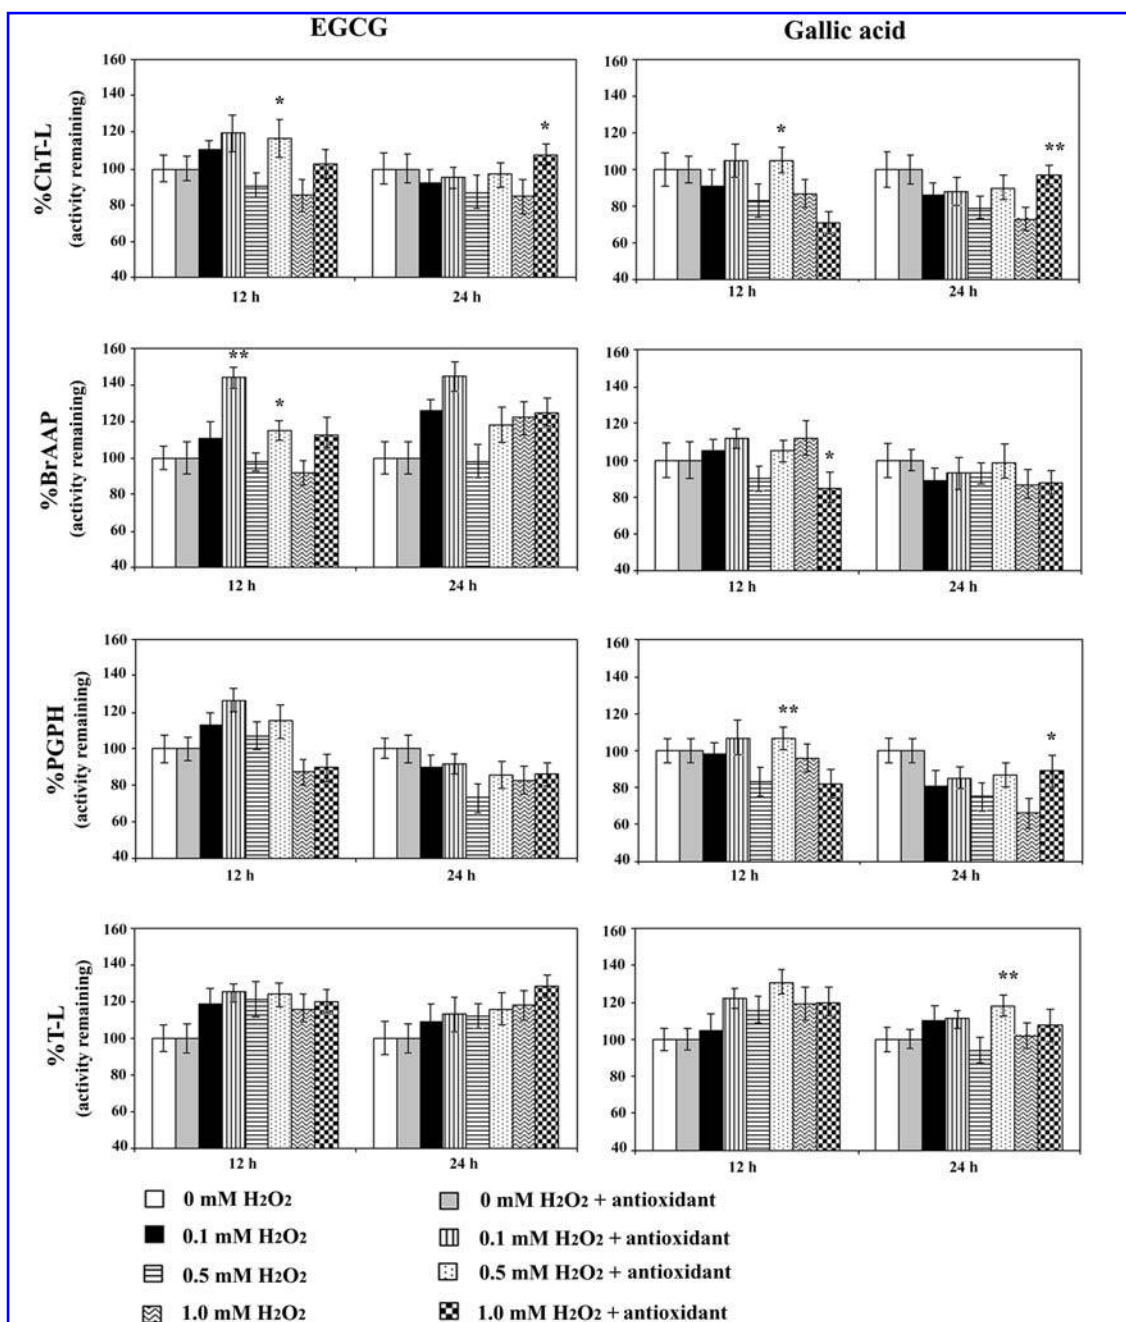 EGCG
Gallic acid
%ChT-L
(activity remaining)
160
140
120
100
80
60
40
*
*
12 h
24 h
160
140
120
100
80
60
40
*
**
12 h
24 h
%BrAAP
(activity remaining)
160
140
120
100
80
60
40
**
*
12 h
24 h
160
140
120
100
80
60
40
*
12 h
24 h
%PGPH
(activity remaining)
160
140
120
100
80
60
40
12 h
24 h
160
140
120
100
80
60
40
**
*
12 h
24 h
%T-L
(activity remaining)
160
140
120
100
80
60
40
12 h
24 h
160
140
120
100
80
60
40
**
12 h
24 h
0 mM H2O2
0 mM H2O2 + antioxidant
0.1 mM H2O2
0.1 mM H2O2 + antioxidant
0.5 mM H2O2
0.5 mM H2O2 + antioxidant
1.0 mM H2O2
1.0 mM H2O2 + antioxidant